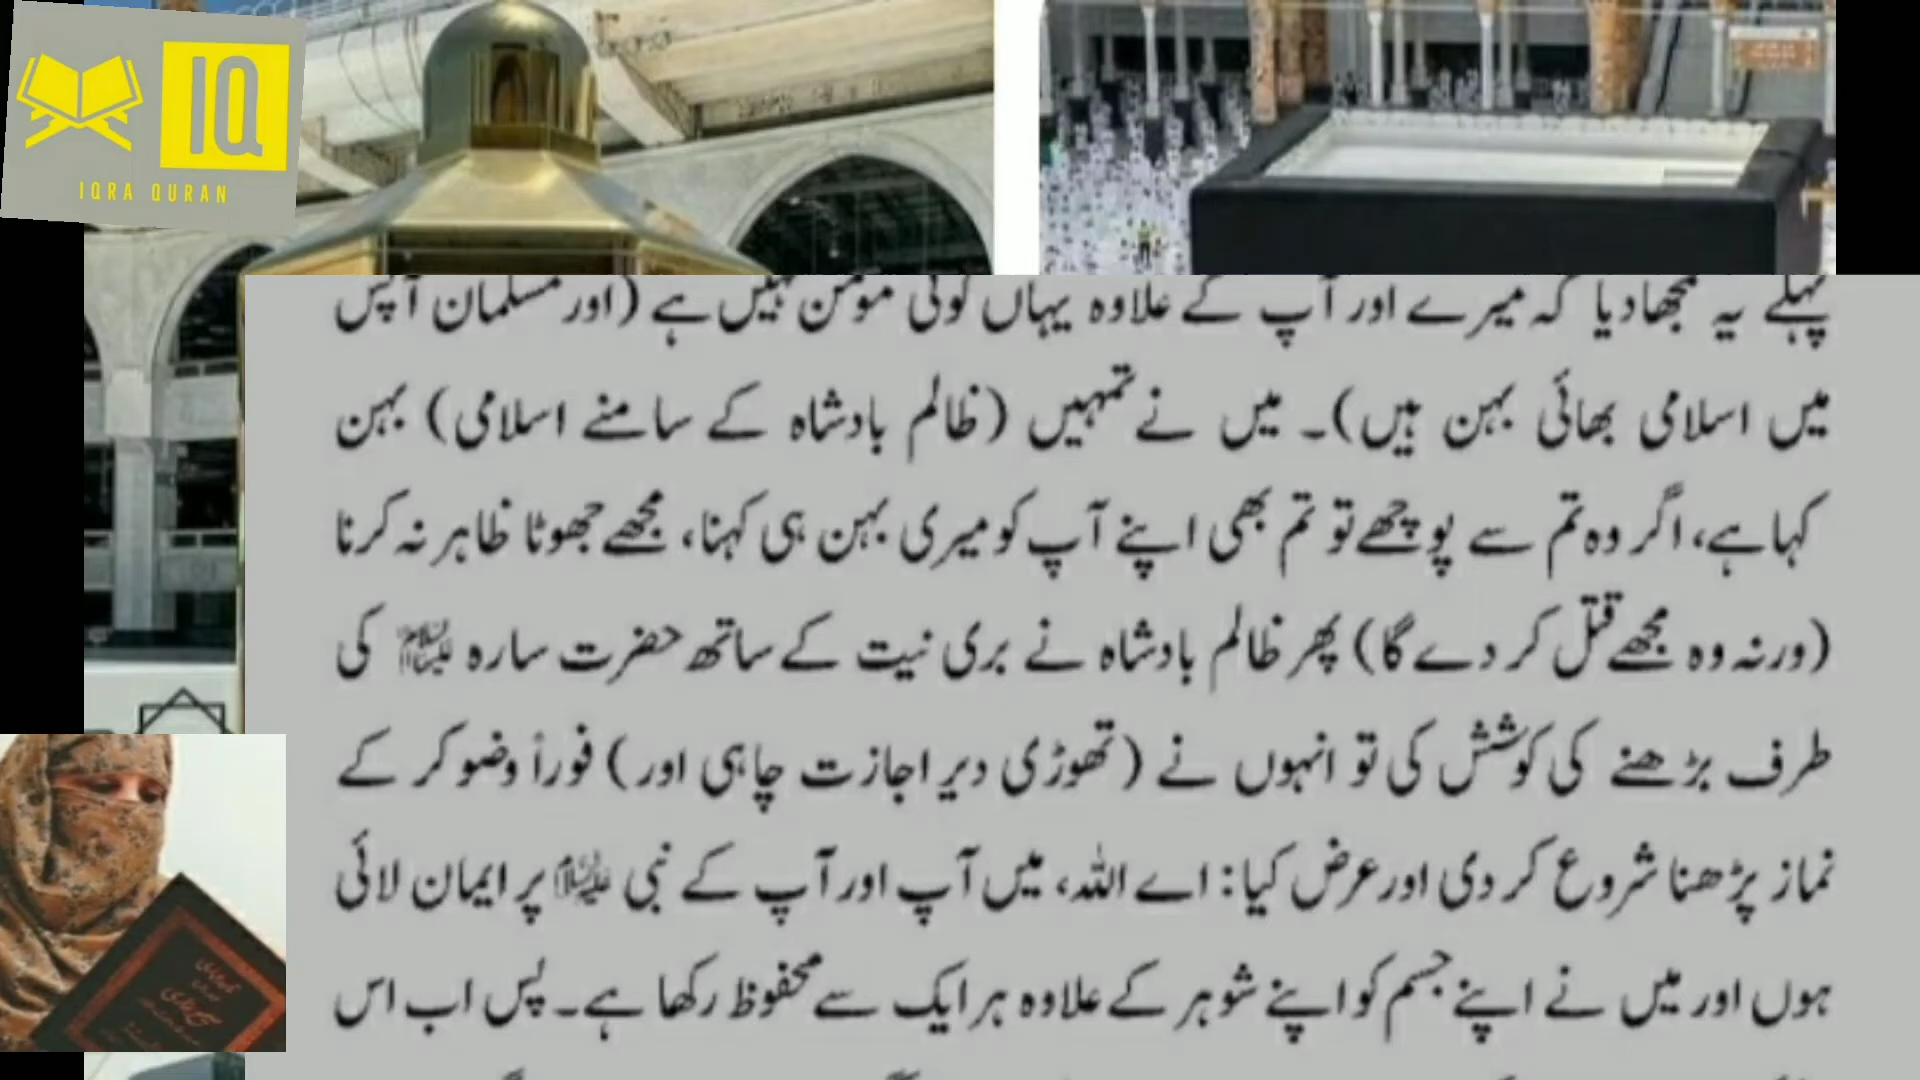 IQ
IQRA QURAN
پہلے یہ سمجھا دیا کہ میرے اور آپ کے علاوہ یہاں کوئی مومن نہیں ہے (اور مسلمان آپس
میں اسلامی بھائی بہن ہیں)۔ میں نے تمہیں (ظالم بادشاہ کے سامنے اسلامی) بہن
کہا ہے، اگر وہ تم سے پوچھے تو تم بھی اپنے آپ کو میری بہن ہی کہنا، مجھے جھوٹا ظاہر نہ کرنا
(ورنہ وہ مجھے قتل کر دے گا) پھر ظالم بادشاہ نے بری نیت کے ساتھ حضرت سارہ علیہا السلام کی
طرف بڑھنے کی کوشش کی تو انہوں نے (تھوڑی دیر اجازت چاہی اور) فوراً وضو کر کے
نماز پڑھنا شروع کر دی اور عرض کیا: اے اللہ، میں آپ اور آپ کے نبی علیہ السلام پر ایمان لائی
ہوں اور میں نے اپنے جسم کو اپنے شوہر کے علاوہ ہر ایک سے محفوظ رکھا ہے۔ پس اب اس